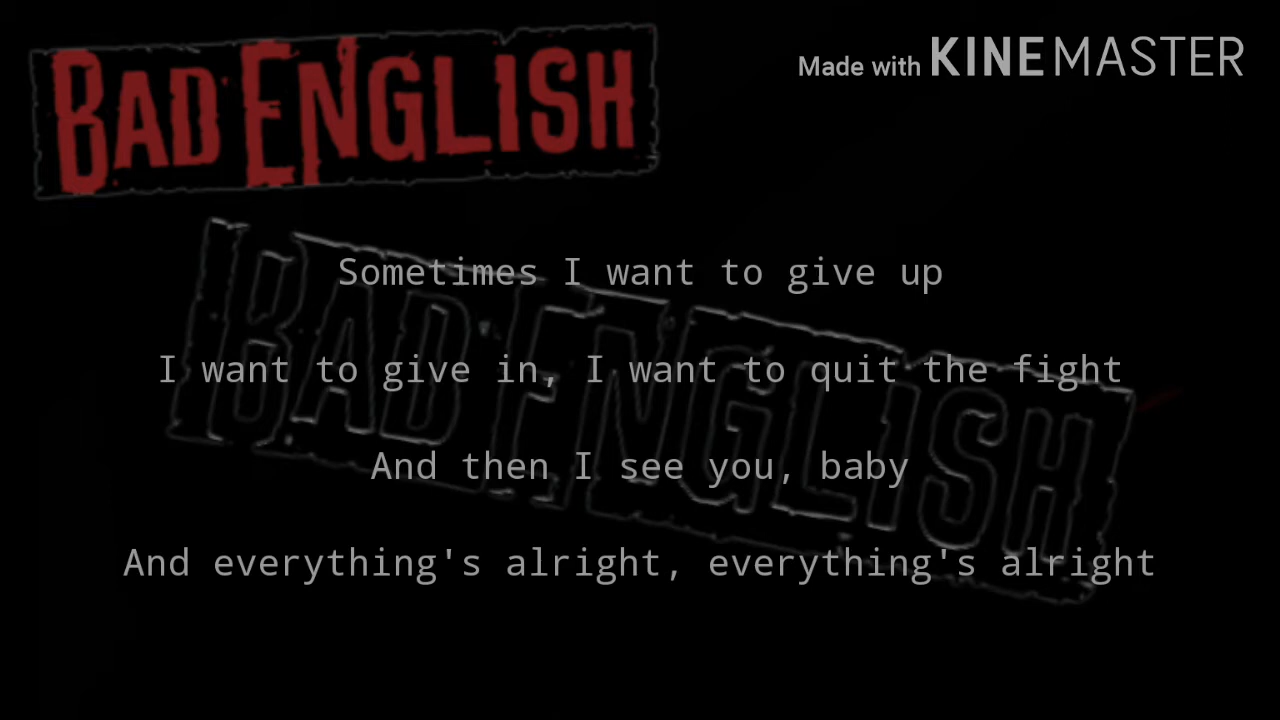 BAD ENGLISH
Made with KINEMASTER
BAD ENGLISH
Sometimes I want to give up
I want to give in, I want to quit the fight
And then I see you, baby
And everything's alright, everything's alright